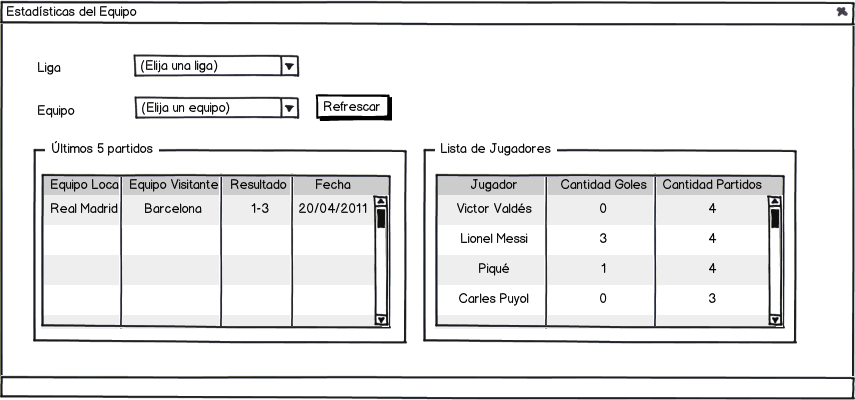 Estadísticas del Equipo
Liga (Elija una liga)
Equipo (Elija un equipo) Refrescar
Últimos 5 partidos
Equipo Loca Equipo Visitante Resultado Fecha
Real Madrid Barcelona 1-3 20/04/2011
Lista de Jugadores
Jugador Cantidad Goles Cantidad Partidos
Victor Valdés 0 4
Lionel Messi 3 4
Piqué 1 4
Carles Puyol 0 3